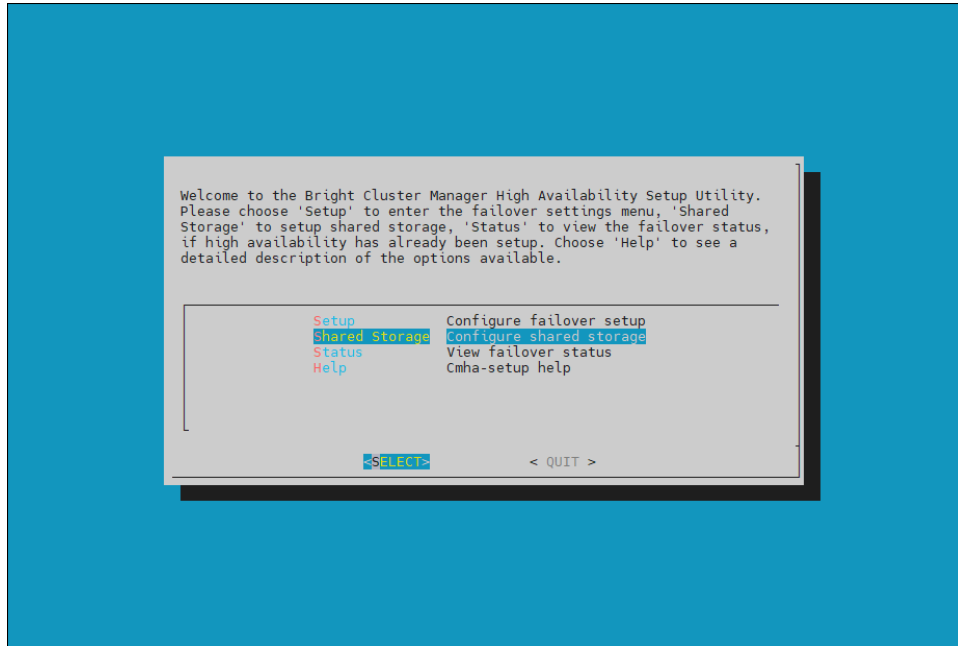 Welcome to the Bright Cluster Manager High Availability Setup Utility.
Please choose 'Setup' to enter the failover settings menu, 'Shared
Storage' to setup shared storage, 'Status' to view the failover status,
if high availability has already been setup. Choose 'Help' to see a
detailed description of the options available.
Setup Configure failover setup
Shared Storage Configure shared storage
Status View failover status
Help Cmha-setup help
<SELECT> < QUIT >